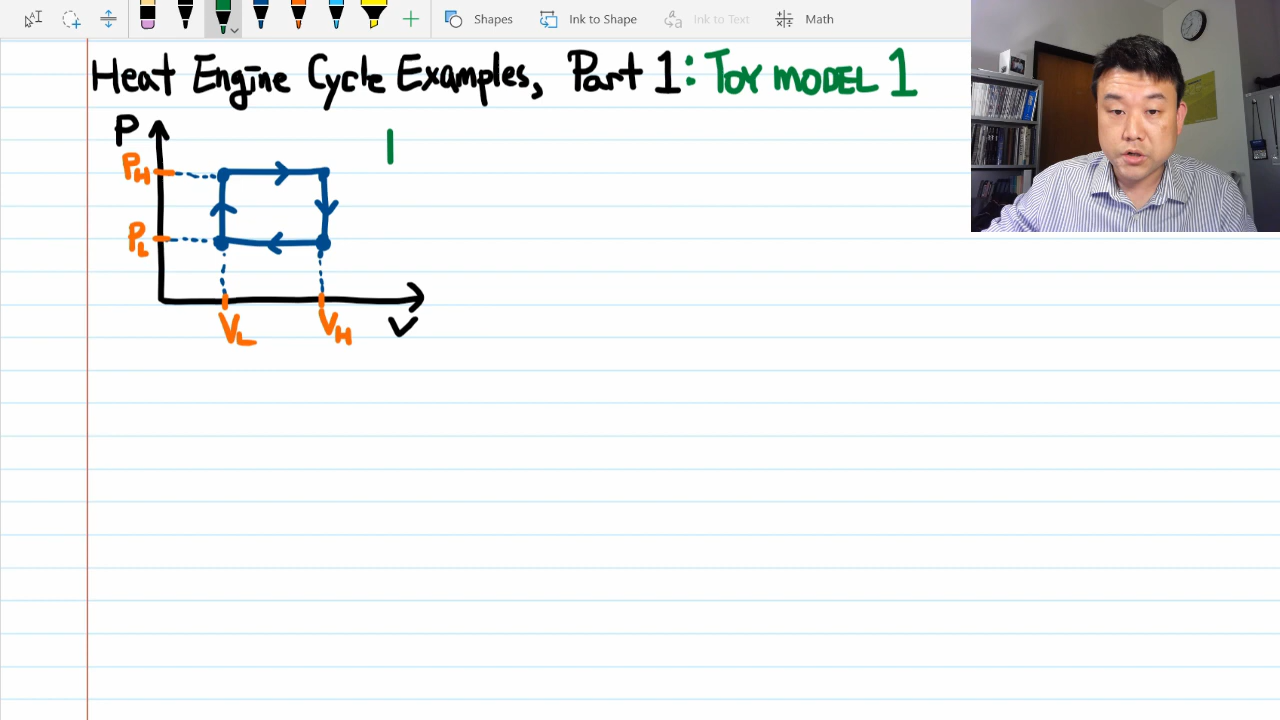 Shapes Ink to Shape Ink to Text Math
Heat Engine Cycle Examples, Part 1: TOY MODEL 1
P
PH
PL
VL VH V